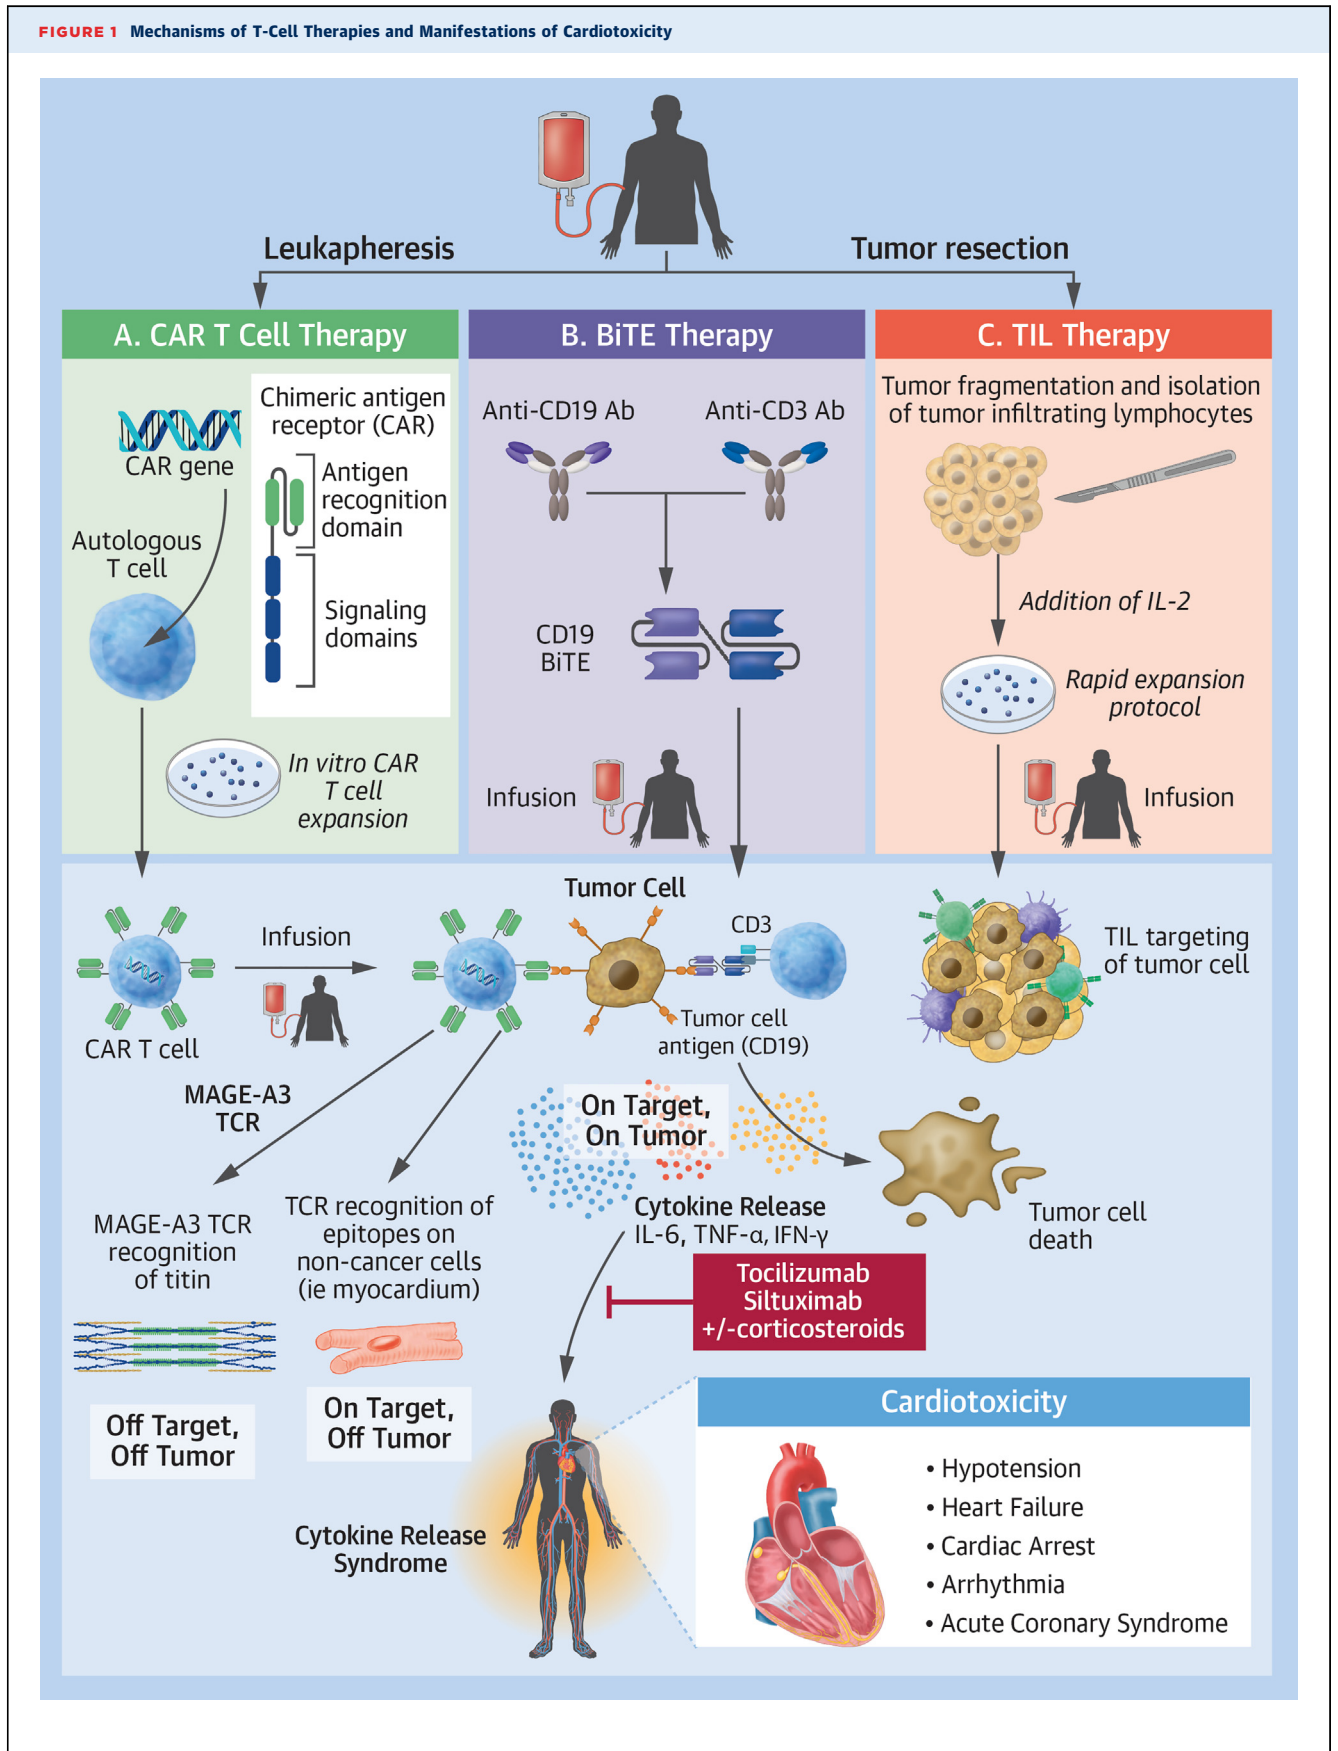 FIGURE 1 Mechanisms of T-Cell Therapies and Manifestations of Cardiotoxicity
Leukapheresis
Tumor resection
A. CAR T Cell Therapy
CAR gene
Autologous
T cell
Chimeric antigen
receptor (CAR)
Antigen
recognition
domain
Signaling
domains
In vitro CAR
T cell
expansion
B. BiTE Therapy
Anti-CD19 Ab
Anti-CD3 Ab
CD19
BiTE
Infusion
C. TIL Therapy
Tumor fragmentation and isolation
of tumor infiltrating lymphocytes
Addition of IL-2
Rapid expansion
protocol
Infusion
CAR T cell
Infusion
Tumor Cell
CD3
Tumor cell
antigen (CD19)
TIL targeting
of tumor cell
MAGE-A3
TCR
On Target,
On Tumor
MAGE-A3 TCR
recognition
of titin
TCR recognition of
epitopes on
non-cancer cells
(ie myocardium)
Cytokine Release
IL-6, TNF-α, IFN-γ
Tumor cell
death
Tocilizumab
Siltuximab
+/-corticosteroids
Off Target,
Off Tumor
On Target,
Off Tumor
Cytokine Release
Syndrome
Cardiotoxicity
• Hypotension
• Heart Failure
• Cardiac Arrest
• Arrhythmia
• Acute Coronary Syndrome